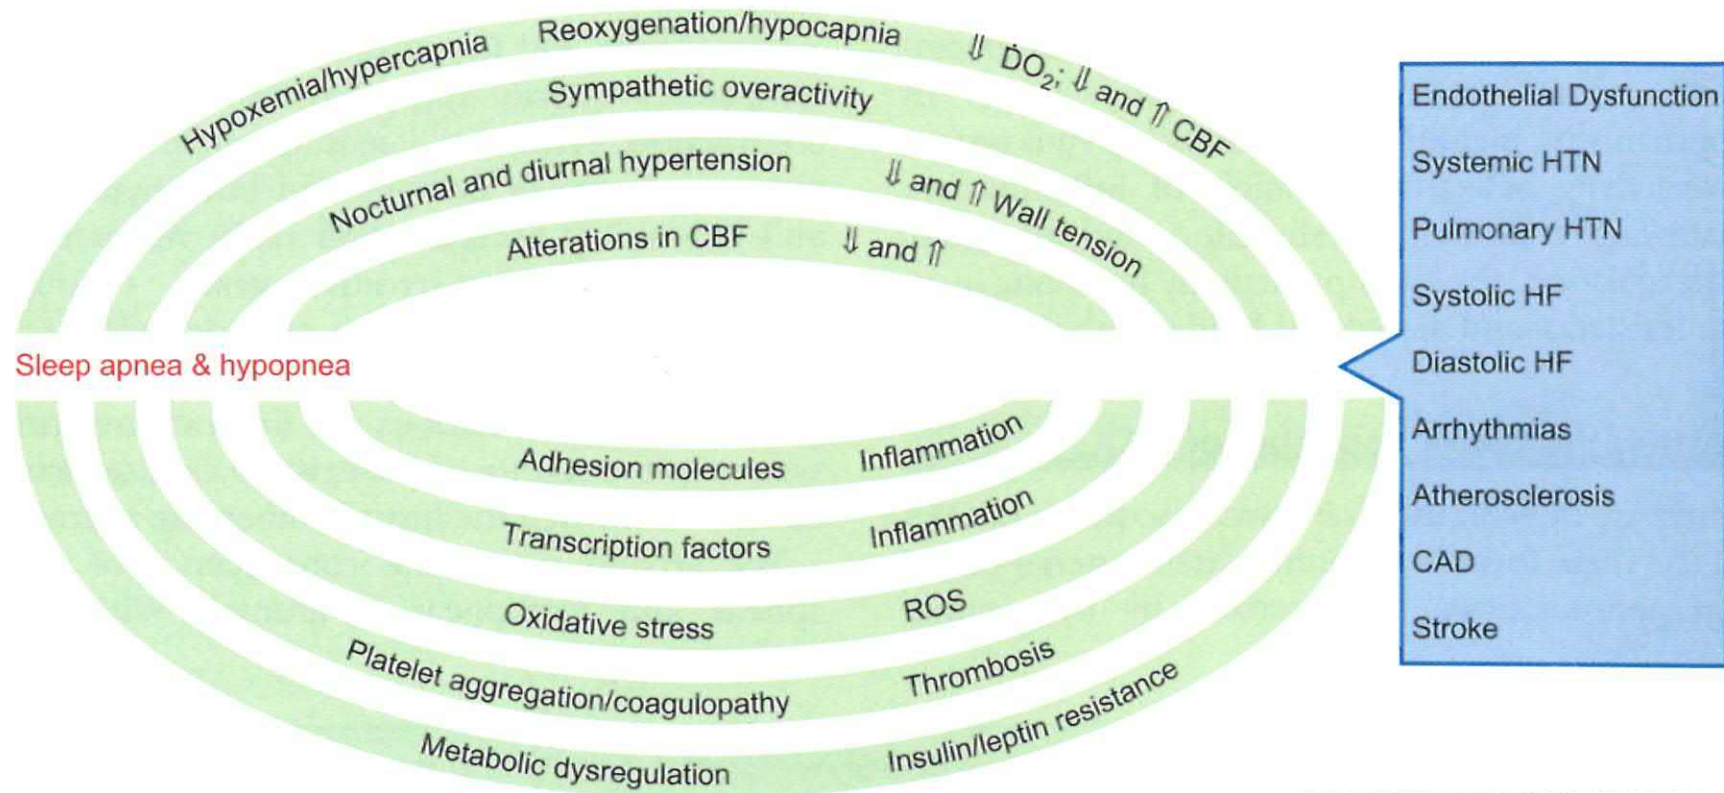 Hypoxemia/hypercapnia Reoxygenation/hypocapnia ⇓ ḊO₂; ⇓ and ⇑ CBF
Sympathetic overactivity
Nocturnal and diurnal hypertension ⇓ and ⇑ Wall tension
Alterations in CBF ⇓ and ⇑
Sleep apnea & hypopnea
Adhesion molecules Inflammation
Transcription factors Inflammation
Oxidative stress ROS
Platelet aggregation/coagulopathy Thrombosis
Metabolic dysregulation Insulin/leptin resistance
Endothelial Dysfunction
Systemic HTN
Pulmonary HTN
Systolic HF
Diastolic HF
Arrhythmias
Atherosclerosis
CAD
Stroke